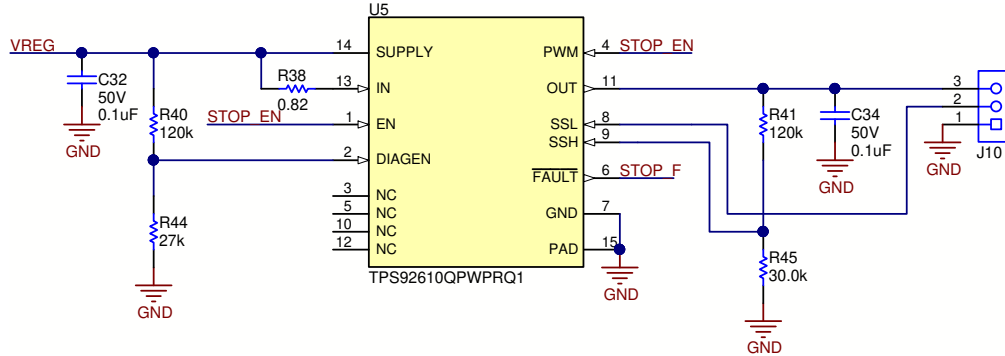 U5
VREG
14
SUPPLY
PWM
4
STOP_EN
C32
50V
0.1uF
GND
R38
0.82
13
IN
OUT
11
3
R40
120k
STOP_EN
1
EN
SSL
8
SSH
9
R41
120k
C34
50V
0.1uF
GND
2
1
GND
J10
2
DIAGEN
FAULT
6
STOP_F
3
NC
5
NC
10
NC
12
NC
GND
7
PAD
15
GND
R44
27k
GND
TPS92610QPWPRQ1
R45
30.0k
GND